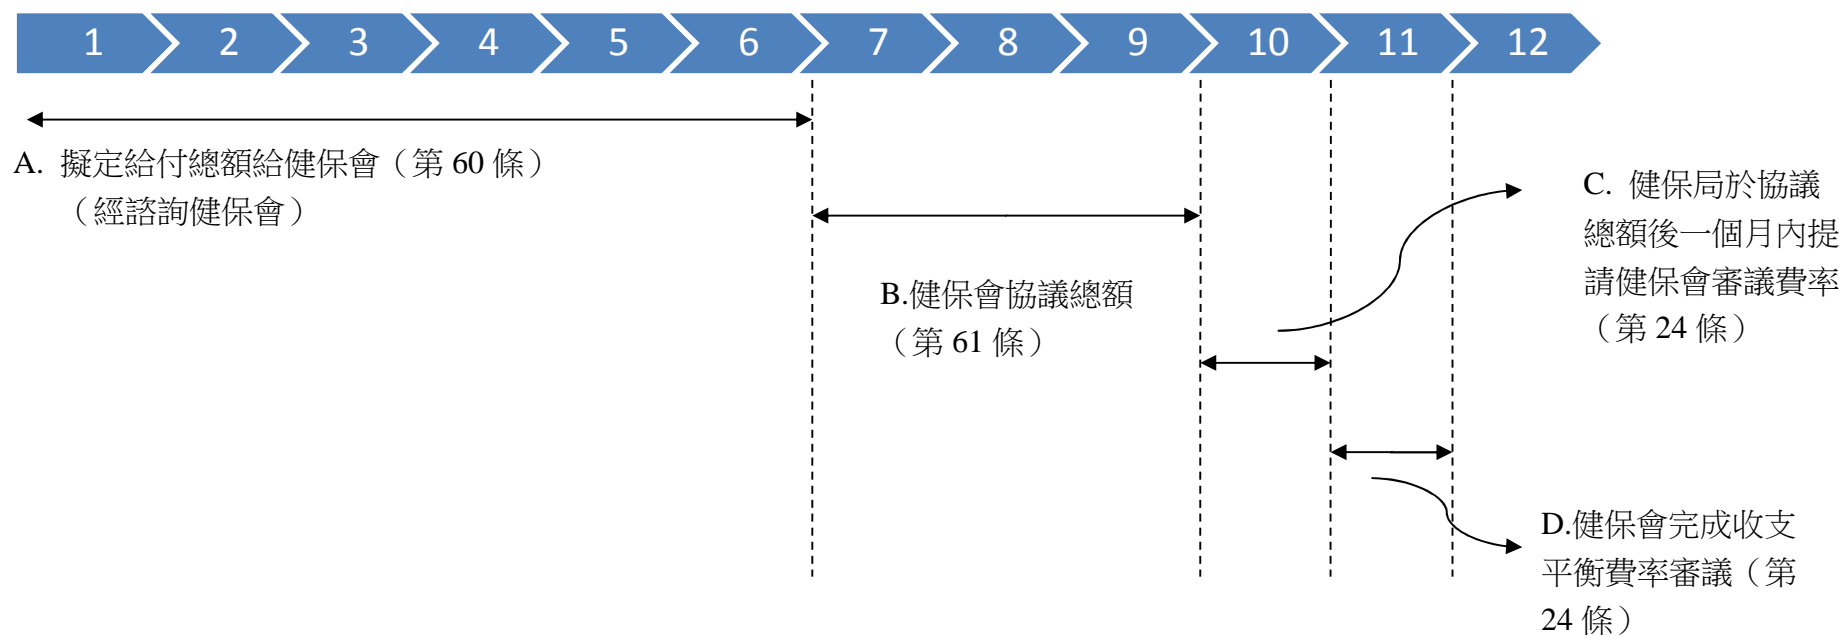 1 2 3 4 5 6 7 8 9 10 11 12
A. 擬定給付總額給健保會（第 60 條）
（經諮詢健保會）
B.健保會協議總額
（第 61 條）
C. 健保局於協議
總額後一個月內提
請健保會審議費率
（第 24 條）
D.健保會完成收支
平衡費率審議（第
24 條）